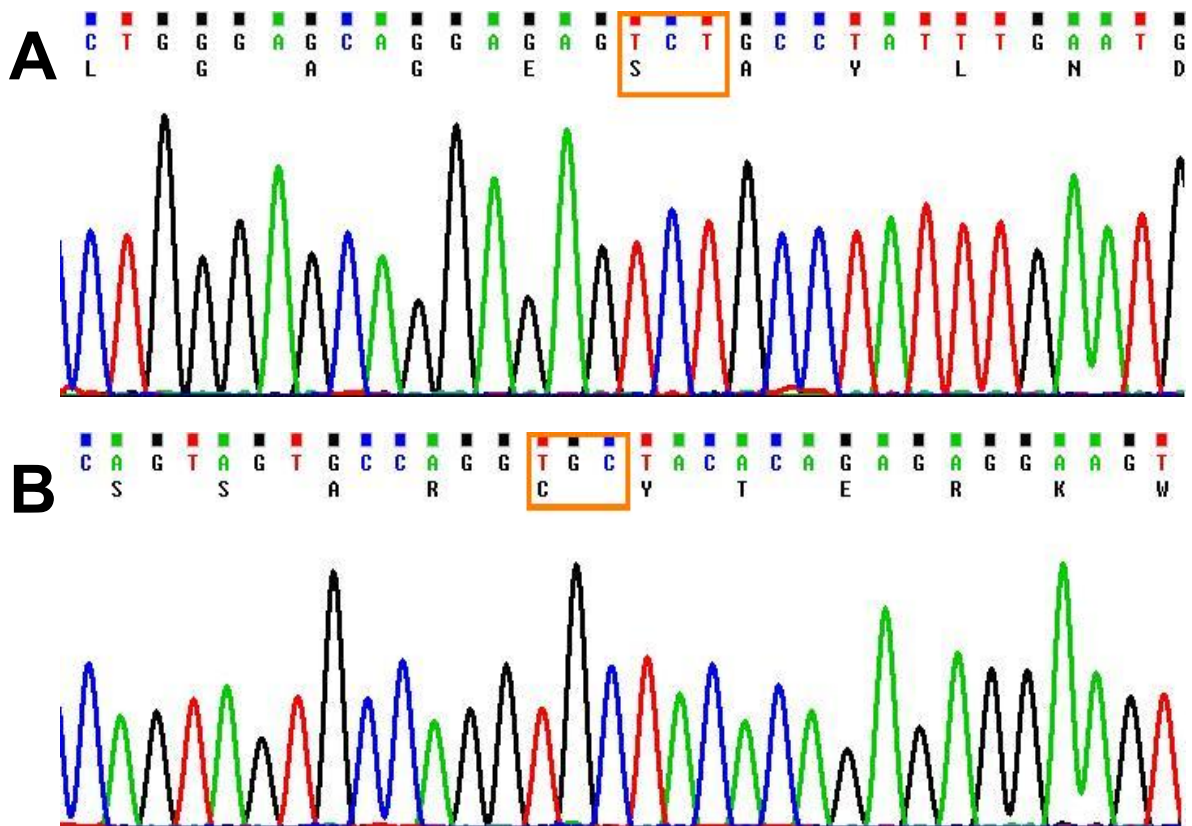 A
C T G G G A G C A G G A G A G T C T G C C T A T T T G A A T G
L G A G E S A Y L N D
B
C A G T A G T G C C A G G T G C T A C A C A G A G A G G A A G T
S S A R C Y T E R K W